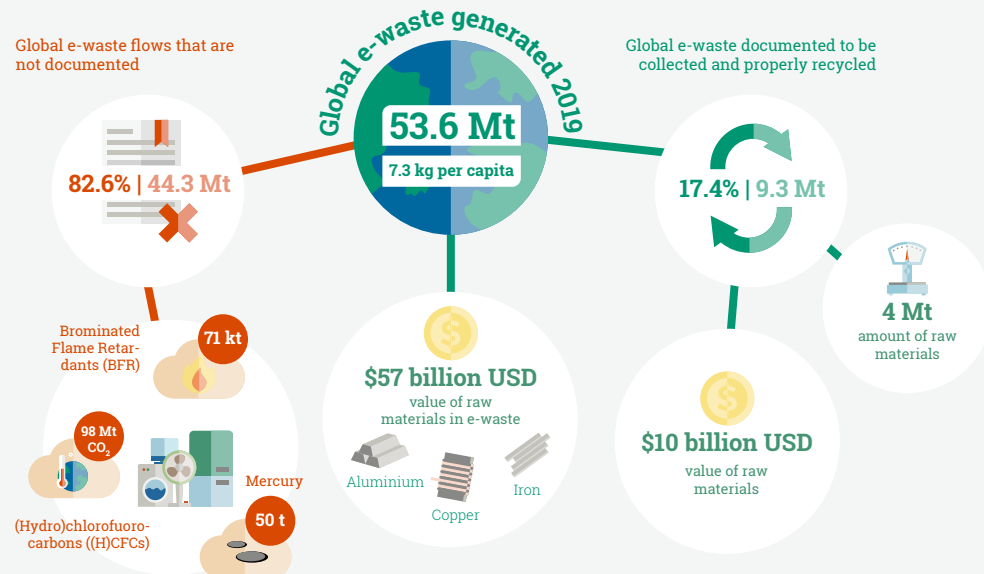 Global e-waste generated 2019
53.6 Mt
7.3 kg per capita
Global e-waste flows that are
not documented
82.6% | 44.3 Mt
Brominated
Flame Retar-
dants (BFR)
71 kt
98 Mt
CO₂
(Hydro)chlorofuoro-
carbons ((H)CFCs)
Mercury
50 t
$57 billion USD
value of raw
materials in e-waste
Aluminium
Copper
Iron
Global e-waste documented to be
collected and properly recycled
17.4% | 9.3 Mt
4 Mt
amount of raw
materials
$10 billion USD
value of raw
materials